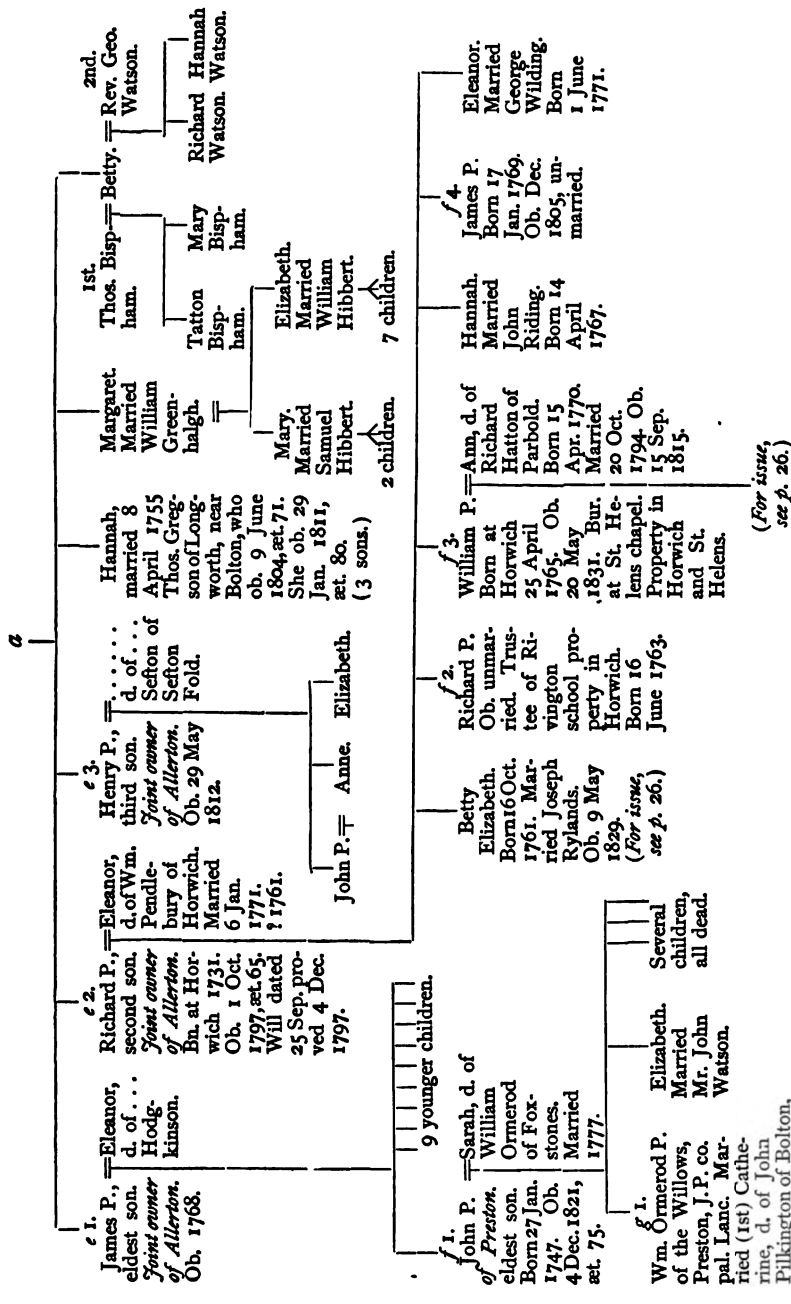 a
e 1.
James P.,
eldest son.
Joint owner
of Allerton.
Ob. 1768.
Eleanor,
d. of ...
Hodg-
kinson.
e 2.
Richard P.,
second son.
Joint owner
of Allerton.
Bn. at Hor-
wich 1731.
Ob. 1 Oct.
1797, æt. 65.
Will dated
25 Sep. pro-
ved 4 Dec.
1797.
Eleanor,
d. of Wm.
Pendle-
bury of
Horwich.
Married
6 Jan.
1771.
? 1761.
e 3.
Henry P.,
third son.
Joint owner
of Allerton.
Ob. 29 May
1812.
.......
d. of ...
Sefton of
Sefton
Fold.
Hannah,
married 8
April 1755
Thos. Greg-
son of Long-
worth, near
Bolton, who
ob. 9 June
1804, æt. 71.
She ob. 29
Jan. 1811,
æt. 80.
(3 sons.)
Margaret.
Married
William
Green-
halgh.
1st.
Thos. Bisp-
ham.
Betty.
2nd.
Rev. Geo.
Watson.
John P.
Anne.
Elizabeth.
Mary.
Married
Samuel
Hibbert.
2 children.
Elizabeth.
Married
William
Hibbert.
7 children.
Tatton
Bisp-
ham.
Mary
Bisp-
ham.
Richard
Watson.
Hannah
Watson.
f 1.
John P.
of Preston.
eldest son.
Born 27 Jan.
1747. Ob.
4 Dec. 1821,
æt. 75.
Sarah, d. of
William
Ormerod
of Fox-
stones.
Married
1777.
9 younger children.
Betty
Elizabeth.
Born 16 Oct.
1761. Mar-
ried Joseph
Rylands.
Ob. 9 May
1829.
(For issue,
see p. 26.)
f 2.
Richard P.
Ob. unmar-
ried. Trus-
tee of Ri-
vington
school pro-
perty in
Horwich.
Born 16
June 1763.
f 3.
William P.
Born at
Horwich
25 April
1765. Ob.
20 May
1831. Bur.
at St. He-
lens chapel.
Property in
Horwich
and St.
Helens.
Ann, d. of
Richard
Hatton of
Parbold.
Born 15
Apr. 1770.
Married
20 Oct.
1794. Ob.
15 Sep.
1815.
(For issue,
see p. 26.)
Hannah.
Married
John
Riding.
Born 14
April
1767.
f 4.
James P.
Born 17
Jan. 1769.
Ob. Dec.
1805, un-
married.
Eleanor.
Married
George
Wilding.
Born
1 June
1771.
g 1.
Wm. Ormerod P.
of the Willows,
Preston, J.P. co.
pal. Lanc. Mar-
ried (1st) Cathe-
rine, d. of John
Pilkington of Bolton,
Elizabeth.
Married
Mr. John
Watson.
Several
children,
all dead.